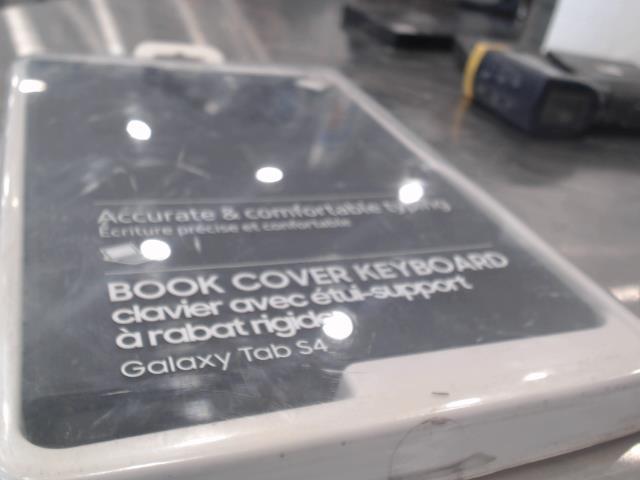 Accurate & comfortable typing
Écriture précise et confortable
BOOK COVER KEYBOARD
clavier avec étui-support
à rabat rigide
Galaxy Tab S4